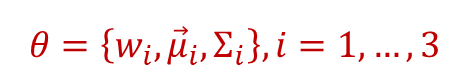 θ = {wᵢ, μ⃗ᵢ, Σᵢ}, i = 1, ..., 3